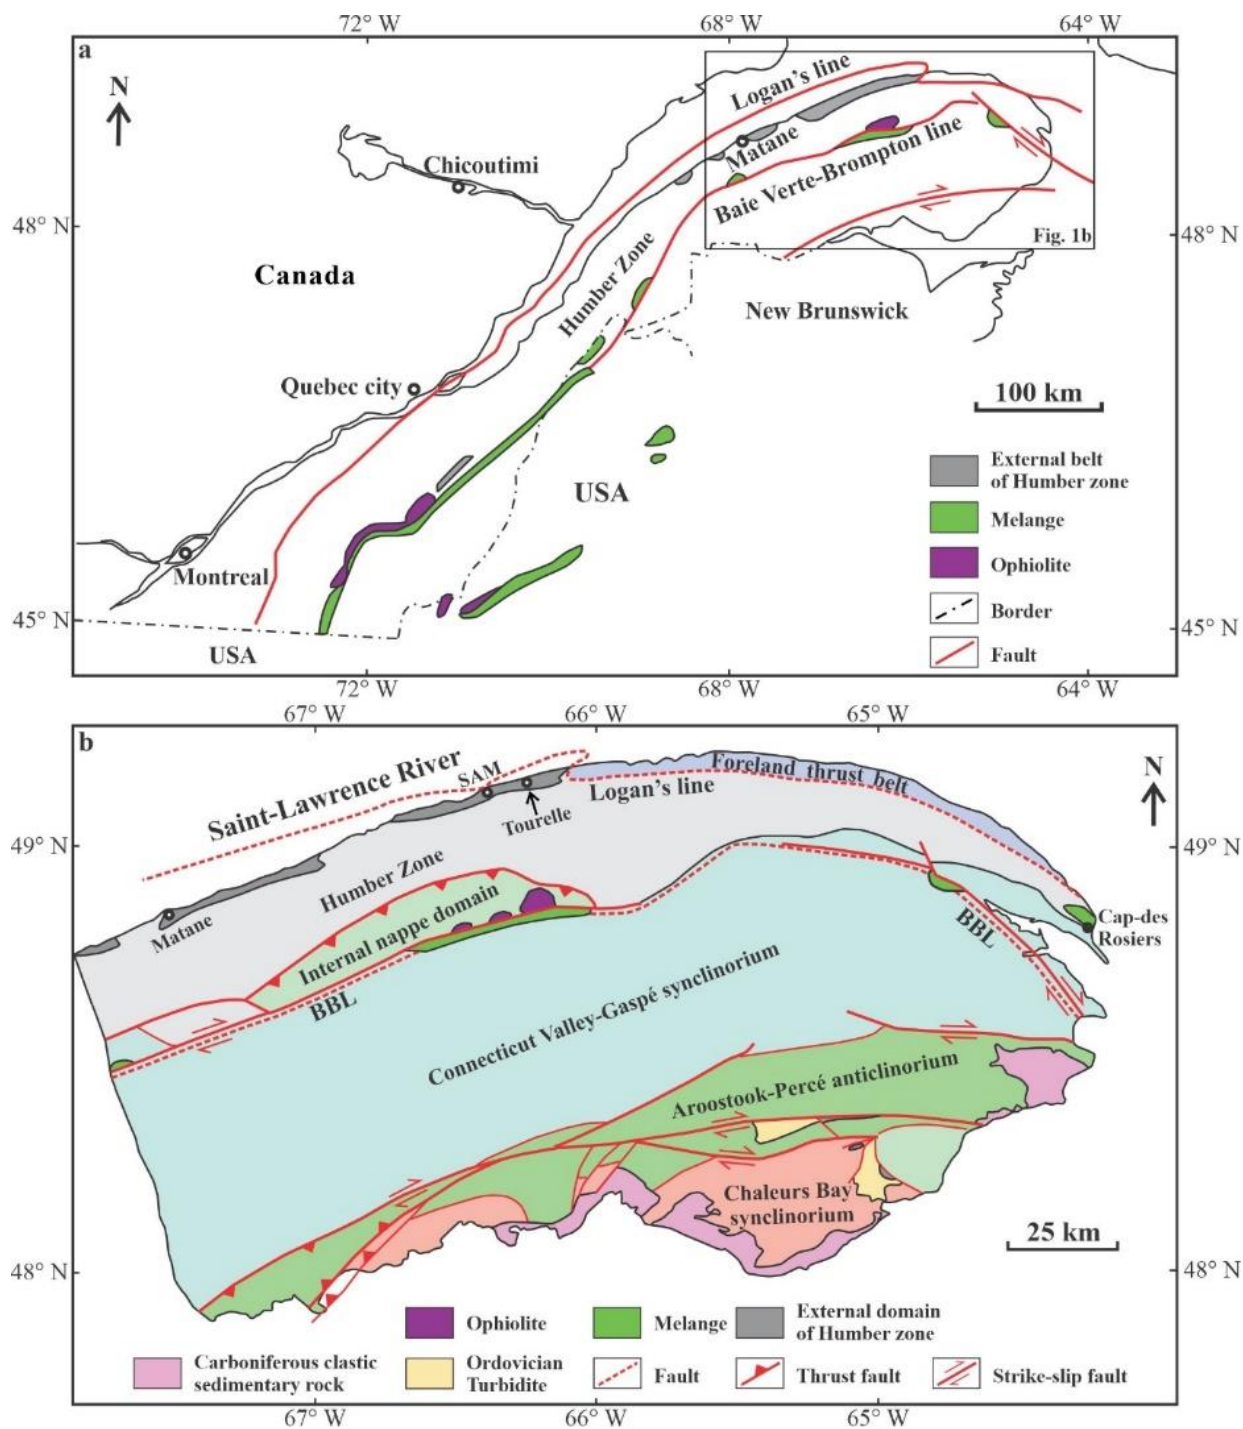 72° W
68° W
64° W
a
N
Logan's line
Matane
Baie Verte-Brompton line
Fig. 1b
Chicoutimi
48° N
48° N
Canada
Humber Zone
New Brunswick
Quebec city
100 km
USA
External belt
of Humber zone
Melange
Ophiolite
Montreal
Border
45° N
45° N
USA
Fault
72° W
68° W
64° W
67° W
66° W
65° W
b
N
Saint-Lawrence River
SAM
Foreland thrust belt
Logan's line
Tourelle
49° N
49° N
Humber Zone
Matane
Internal nappe domain
BBL
BBL
Cap-des
Rosiers
Connecticut Valley-Gaspé synclinorium
Aroostook-Percé anticlinorium
Chaleurs Bay
synclinorium
25 km
48° N
48° N
Ophiolite
Melange
External domain
of Humber zone
Carboniferous clastic
sedimentary rock
Ordovician
Turbidite
Fault
Thrust fault
Strike-slip fault
67° W
66° W
65° W